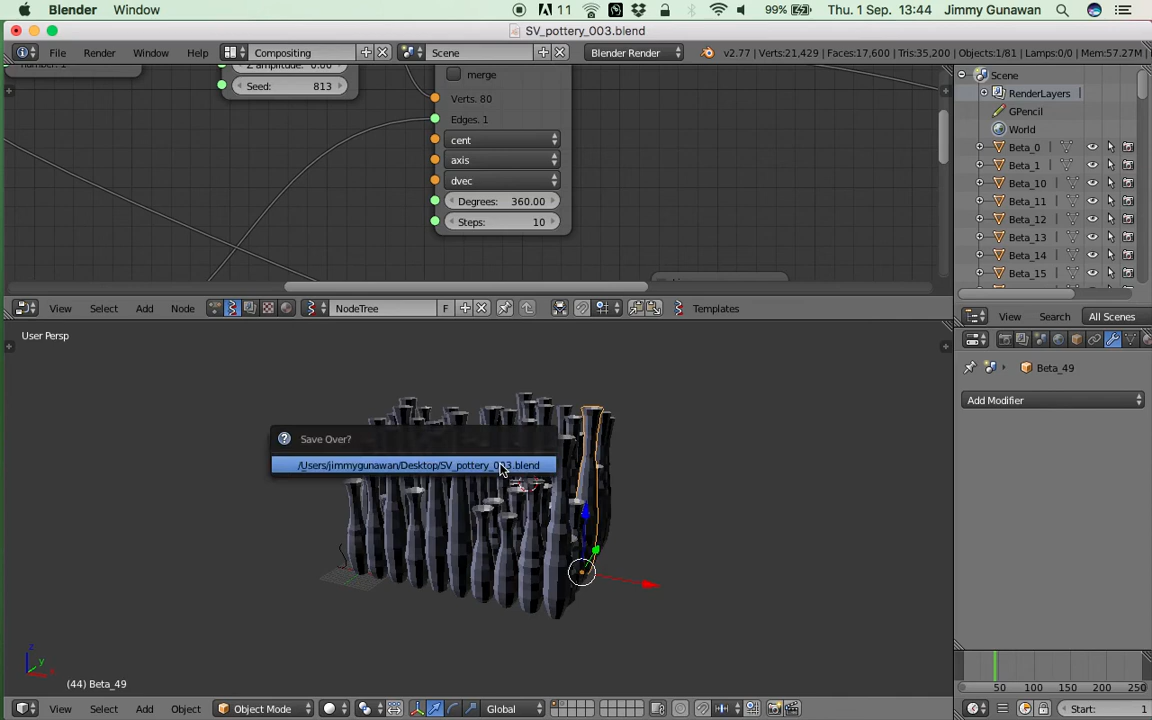 Blender Window 11 99% Thu. 1 Sep. 13:44 Jimmy Gunawan
SV_pottery_003.blend
File Render Window Help Compositing Scene Blender Render v2.77 | Verts:21,429 | Faces:17,600 | Tris:35,200 | Objects:1/81 | Lamps:0/0 | Mem:57.27M
Seed: 813
merge
Verts. 80
Edges. 1
cent
axis
dvec
Degrees: 360.00
Steps: 10
Scene
RenderLayers
GPencil
World
Beta_0
Beta_1
Beta_10
Beta_11
Beta_12
Beta_13
Beta_14
Beta_15
View Select Add Node NodeTree F Templates
View Search All Scenes
User Persp
Beta_49
Add Modifier
Save Over?
/Users/jimmygunawan/Desktop/SV_pottery_003.blend
z
y
x
(44) Beta_49
50 100 150 200 250
View Select Add Object Object Mode Global
Start: 1